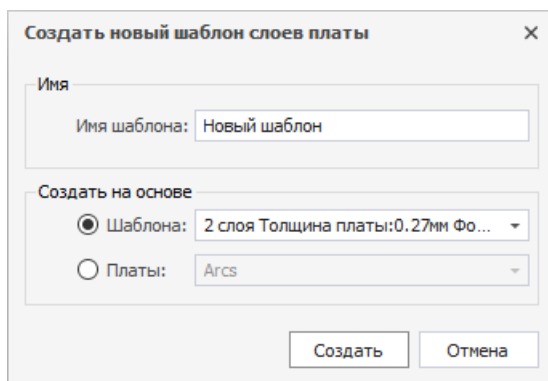 Создать новый шаблон слоев платы
Имя
Имя шаблона: Новый шаблон
Создать на основе
Шаблона: 2 слоя Толщина платы:0.27мм Фо...
Платы: Arcs
Создать Отмена